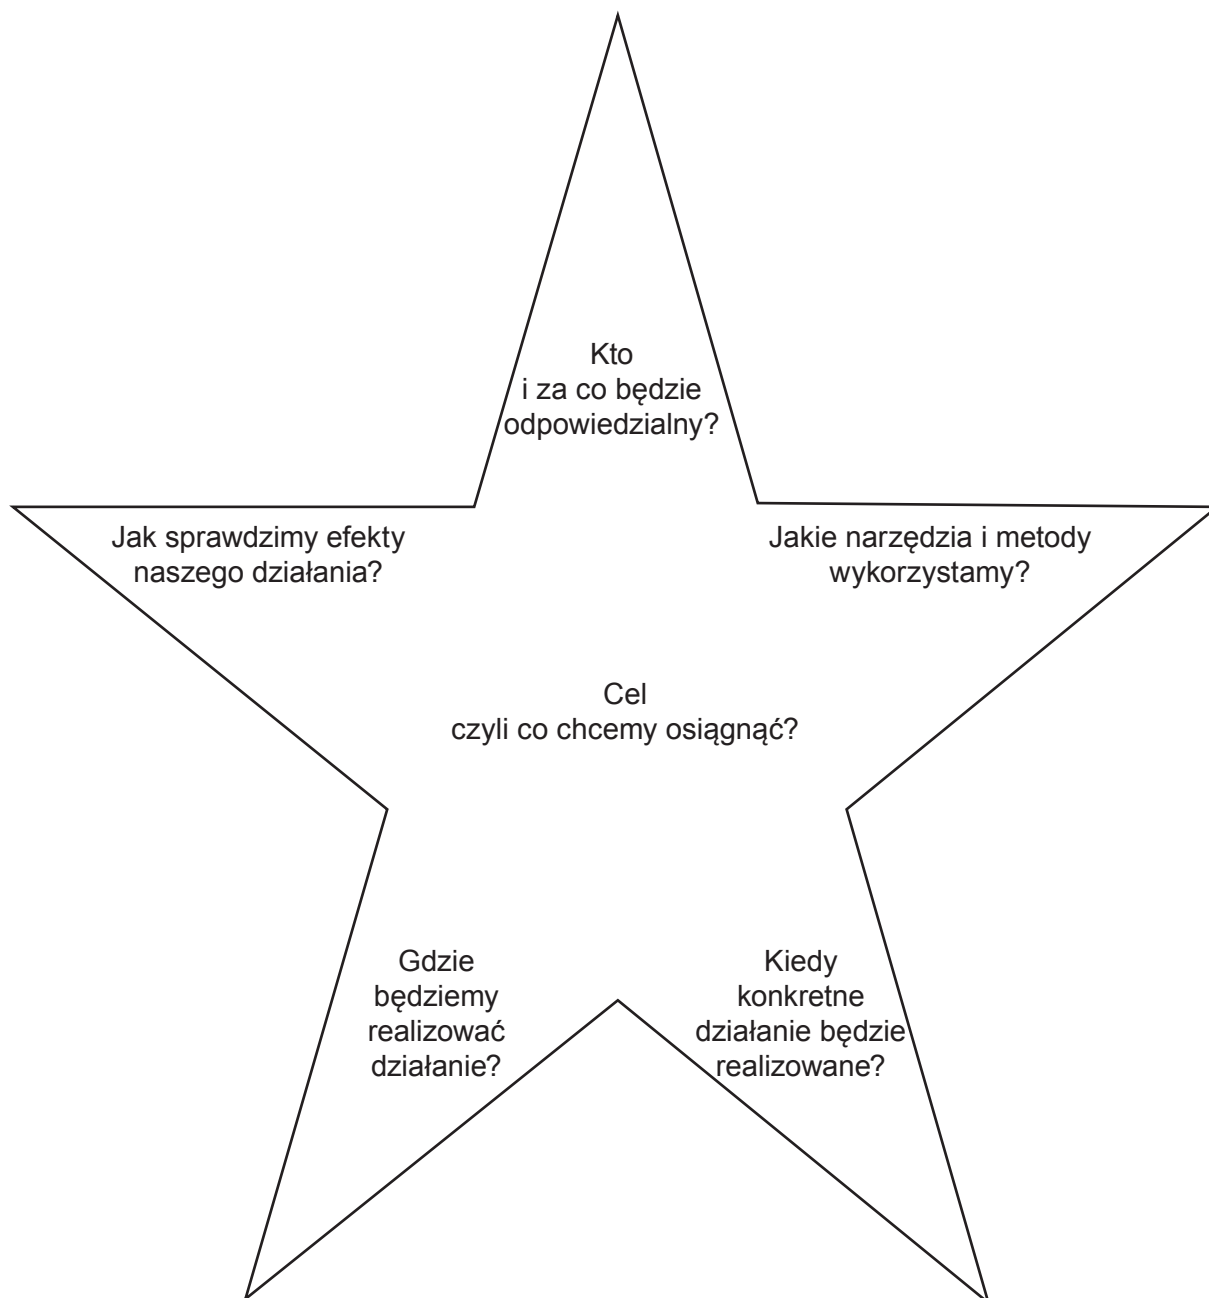 Kto
i za co będzie
odpowiedzialny?
Jak sprawdzimy efekty
naszego działania?
Jakie narzędzia i metody
wykorzystamy?
Cel
czyli co chcemy osiągnąć?
Gdzie
będziemy
realizować
działanie?
Kiedy
konkretne
działanie będzie
realizowane?